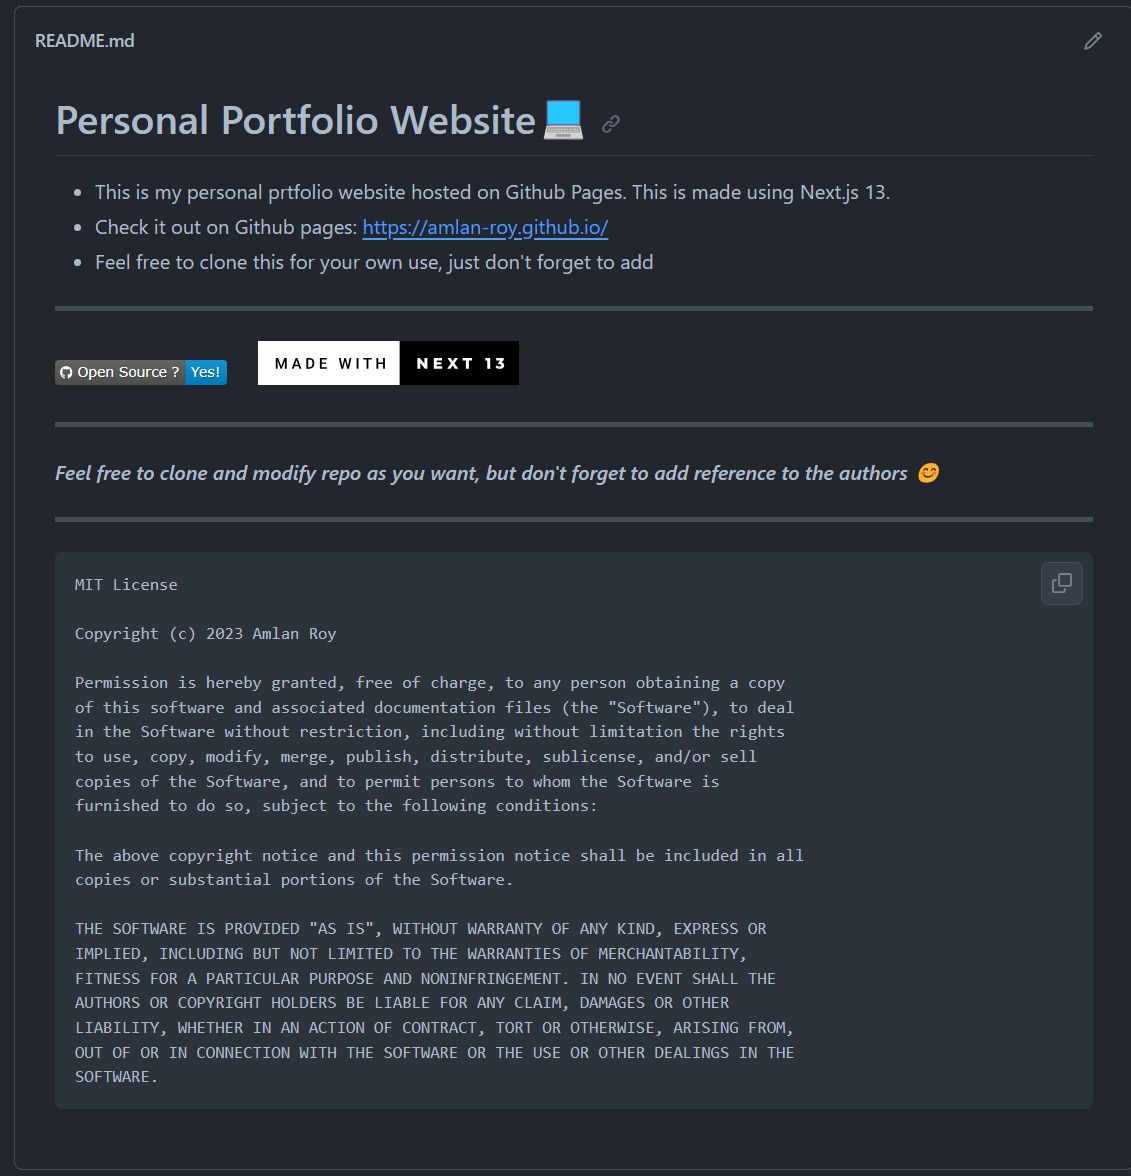 README.md
Personal Portfolio Website
This is my personal prtfolio website hosted on Github Pages. This is made using Next.js 13.
Check it out on Github pages: https://amlan-roy.github.io/
Feel free to clone this for your own use, just don't forget to add
Open Source ? Yes! MADE WITH NEXT 13
Feel free to clone and modify repo as you want, but don't forget to add reference to the authors 😊
MIT License
Copyright (c) 2023 Amlan Roy
Permission is hereby granted, free of charge, to any person obtaining a copy
of this software and associated documentation files (the "Software"), to deal
in the Software without restriction, including without limitation the rights
to use, copy, modify, merge, publish, distribute, sublicense, and/or sell
copies of the Software, and to permit persons to whom the Software is
furnished to do so, subject to the following conditions:
The above copyright notice and this permission notice shall be included in all
copies or substantial portions of the Software.
THE SOFTWARE IS PROVIDED "AS IS", WITHOUT WARRANTY OF ANY KIND, EXPRESS OR
IMPLIED, INCLUDING BUT NOT LIMITED TO THE WARRANTIES OF MERCHANTABILITY,
FITNESS FOR A PARTICULAR PURPOSE AND NONINFRINGEMENT. IN NO EVENT SHALL THE
AUTHORS OR COPYRIGHT HOLDERS BE LIABLE FOR ANY CLAIM, DAMAGES OR OTHER
LIABILITY, WHETHER IN AN ACTION OF CONTRACT, TORT OR OTHERWISE, ARISING FROM,
OUT OF OR IN CONNECTION WITH THE SOFTWARE OR THE USE OR OTHER DEALINGS IN THE
SOFTWARE.